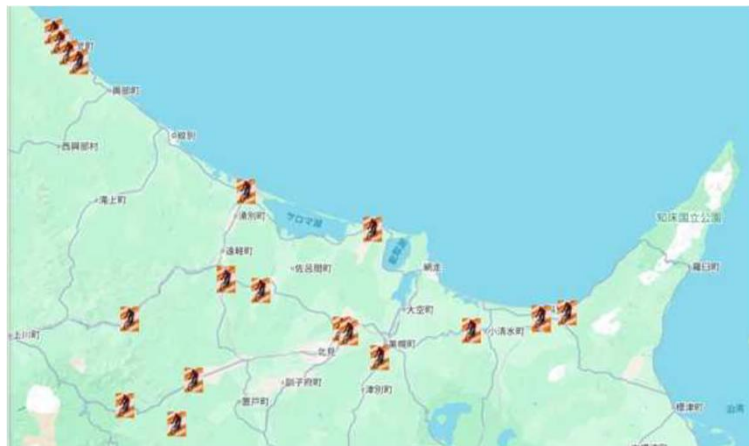 興部町
紋別
西興部村
滝上町
湧別町
サロマ湖
知床国立公園
遠軽町
佐呂間町
網走
羅臼町
大空町
上川町
小清水町
北見
美幌町
訓子府町
津別町
置戸町
標津町